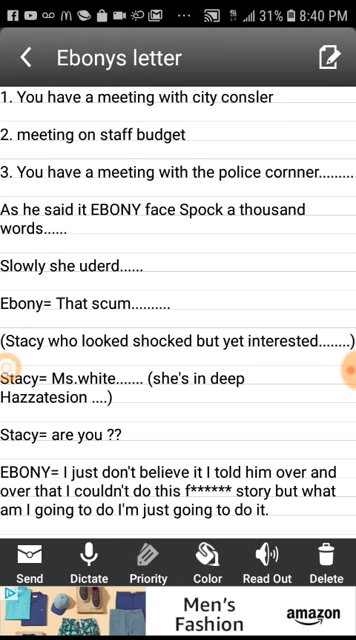 31% 8:40 PM
Ebonys letter
1. You have a meeting with city consler
2. meeting on staff budget
3. You have a meeting with the police cornner.........
As he said it EBONY face Spock a thousand
words......
Slowly she uderd......
Ebony= That scum..........
(Stacy who looked shocked but yet interested........)
Stacy= Ms.white....... (she's in deep
Hazzatesion ....)
Stacy= are you ??
EBONY= I just don't believe it I told him over and
over that I couldn't do this f****** story but what
am I going to do I'm just going to do it.
Send Dictate Priority Color Read Out Delete
Men's
Fashion
amazon